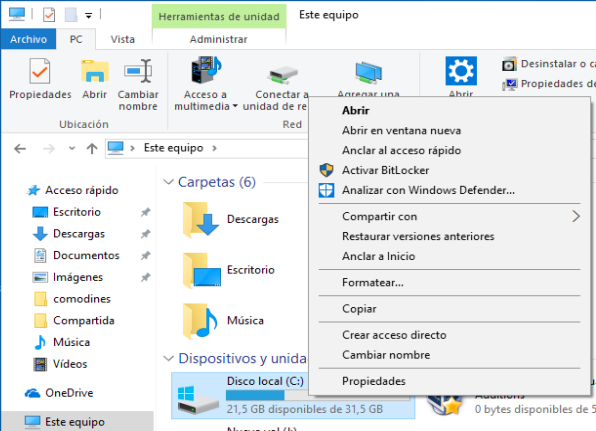 Herramientas de unidad
Este equipo
Archivo
PC
Vista
Administrar
Propiedades
Abrir
Cambiar
nombre
Ubicación
Acceso a
multimedia
Conectar a
unidad de re
Agregar una
Red
Abrir
Desinstalar o ca
Propiedades de
Este equipo
Acceso rápido
Escritorio
Descargas
Documentos
Imágenes
comodines
Compartida
Música
Vídeos
OneDrive
Este equipo
Carpetas (6)
Descargas
Escritorio
Música
Dispositivos y unida
Disco local (C:)
21,5 GB disponibles de 31,5 GB
Additions
0 bytes disponibles de 5
Abrir
Abrir en ventana nueva
Anclar al acceso rápido
Activar BitLocker
Analizar con Windows Defender...
Compartir con
Restaurar versiones anteriores
Anclar a Inicio
Formatear...
Copiar
Crear acceso directo
Cambiar nombre
Propiedades